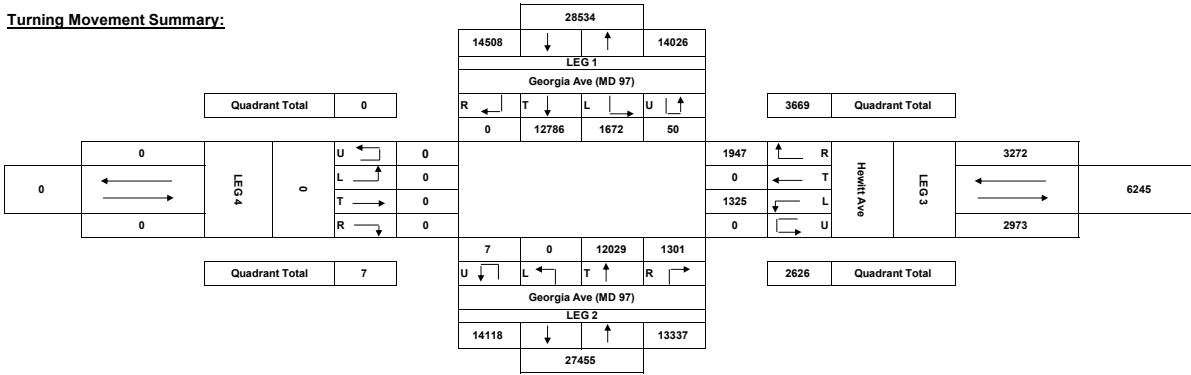 Turning Movement Summary:
28534
14508 14026
LEG 1
Georgia Ave (MD 97)
Quadrant Total 0
R T L U
3669 Quadrant Total
0 12786 1672 50
0 U 0 1947 R 3272
0 LEG 4 0 L 0 0 T Hewitt Ave LEG 3 6245
T 0 1325 L
0 R 0 0 U 2973
7 0 12029 1301
Quadrant Total 7
U L T R
2626 Quadrant Total
Georgia Ave (MD 97)
LEG 2
14118 13337
27455